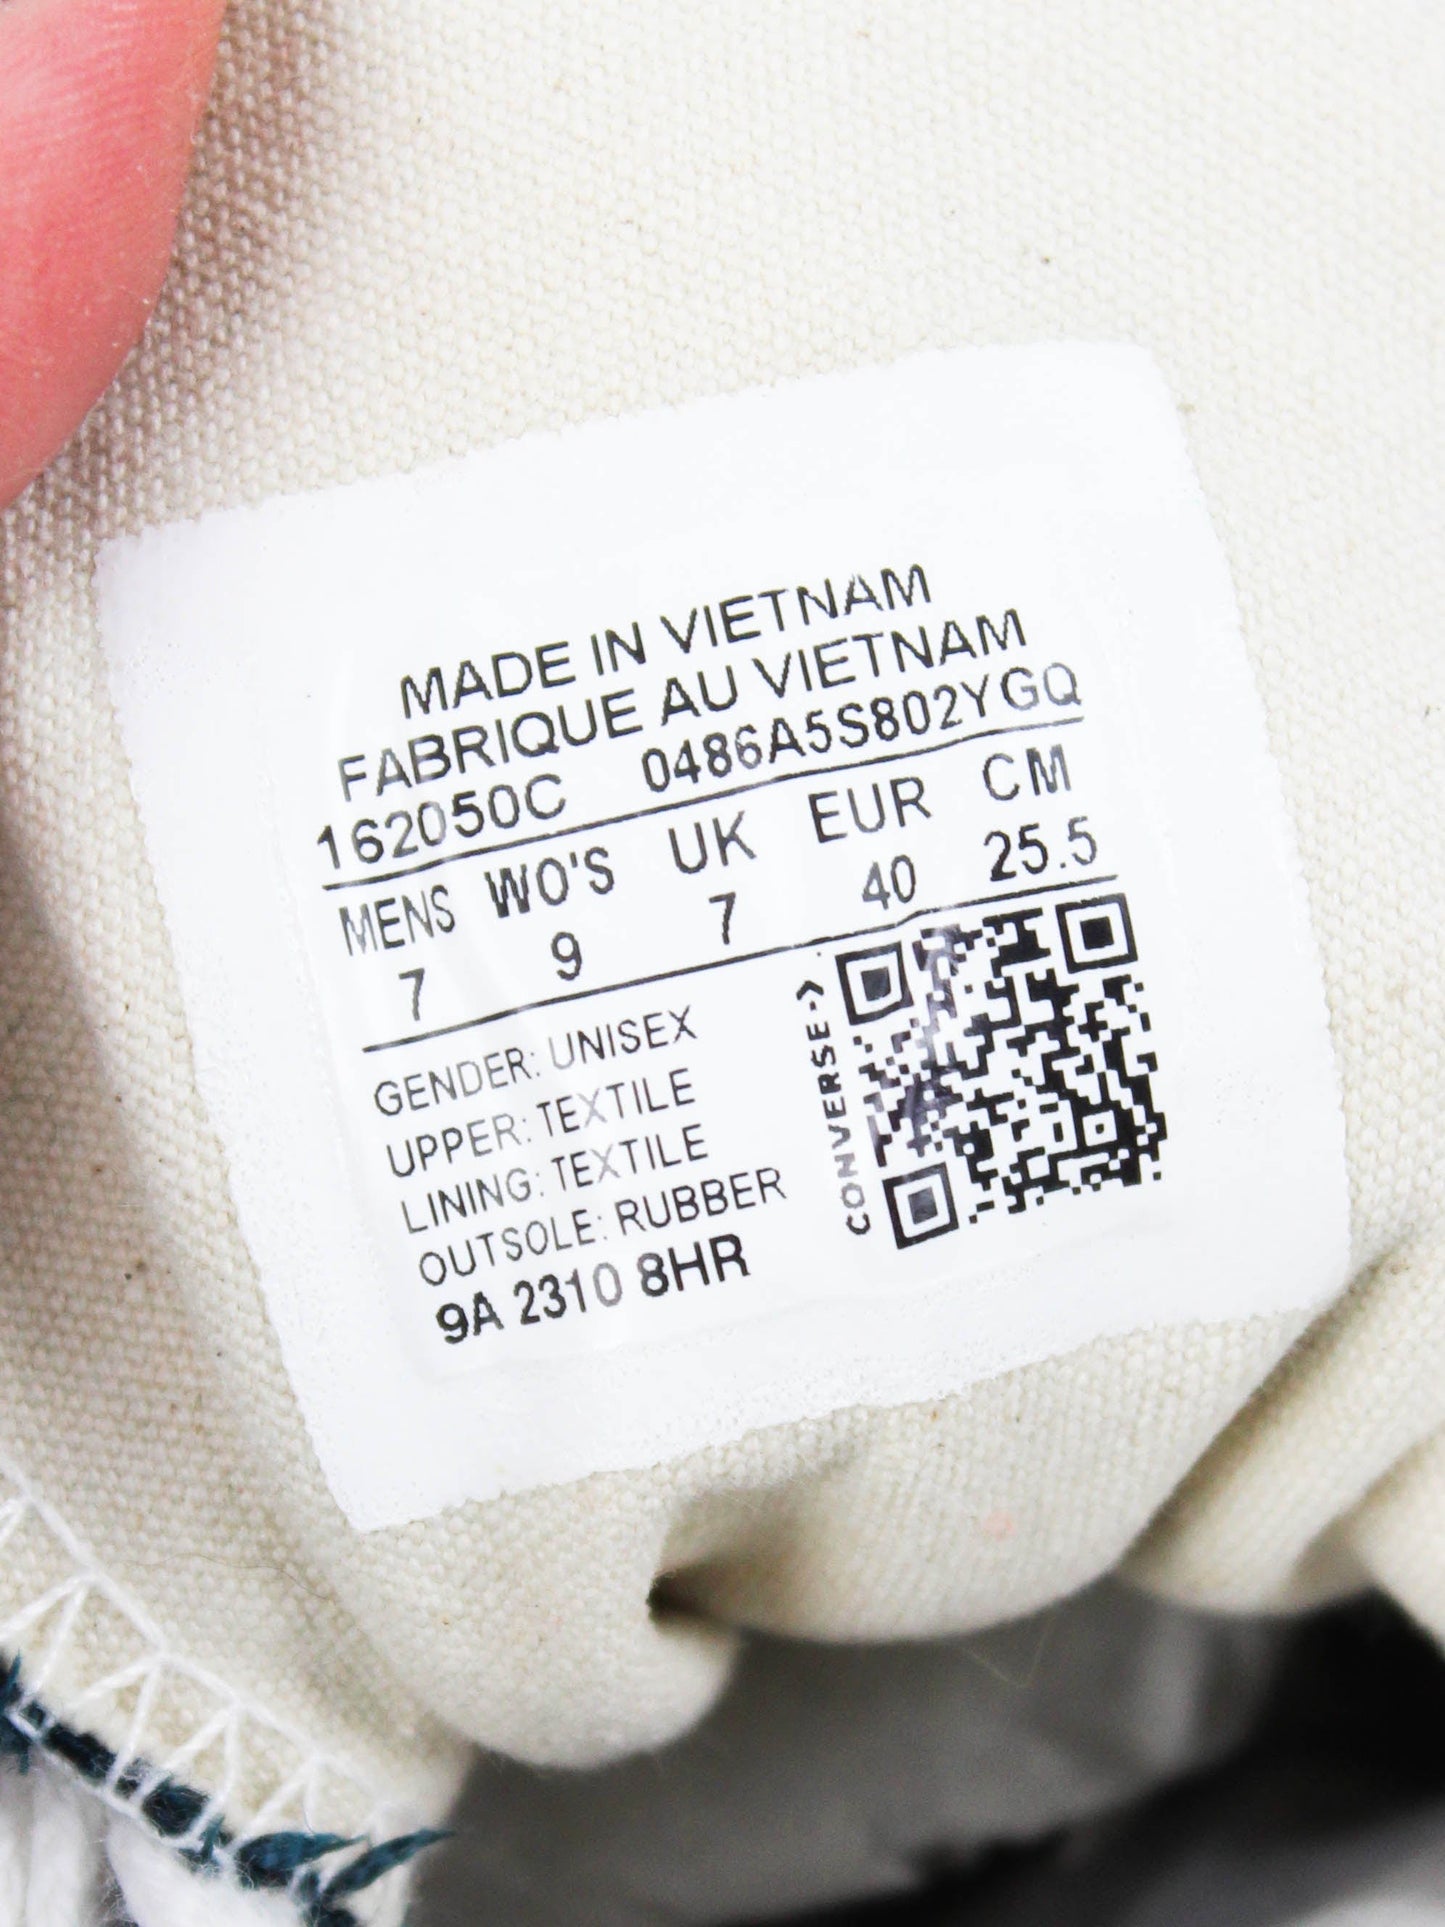 MADE IN VIETNAM
FABRIQUE AU VIETNAM
162050C 0486A5S802YGQ
MENS WO'S UK EUR CM
7 9 7 40 25.5
GENDER: UNISEX
UPPER: TEXTILE
LINING: TEXTILE
OUTSOLE: RUBBER
9A 2310 8HR
CONVERSE->